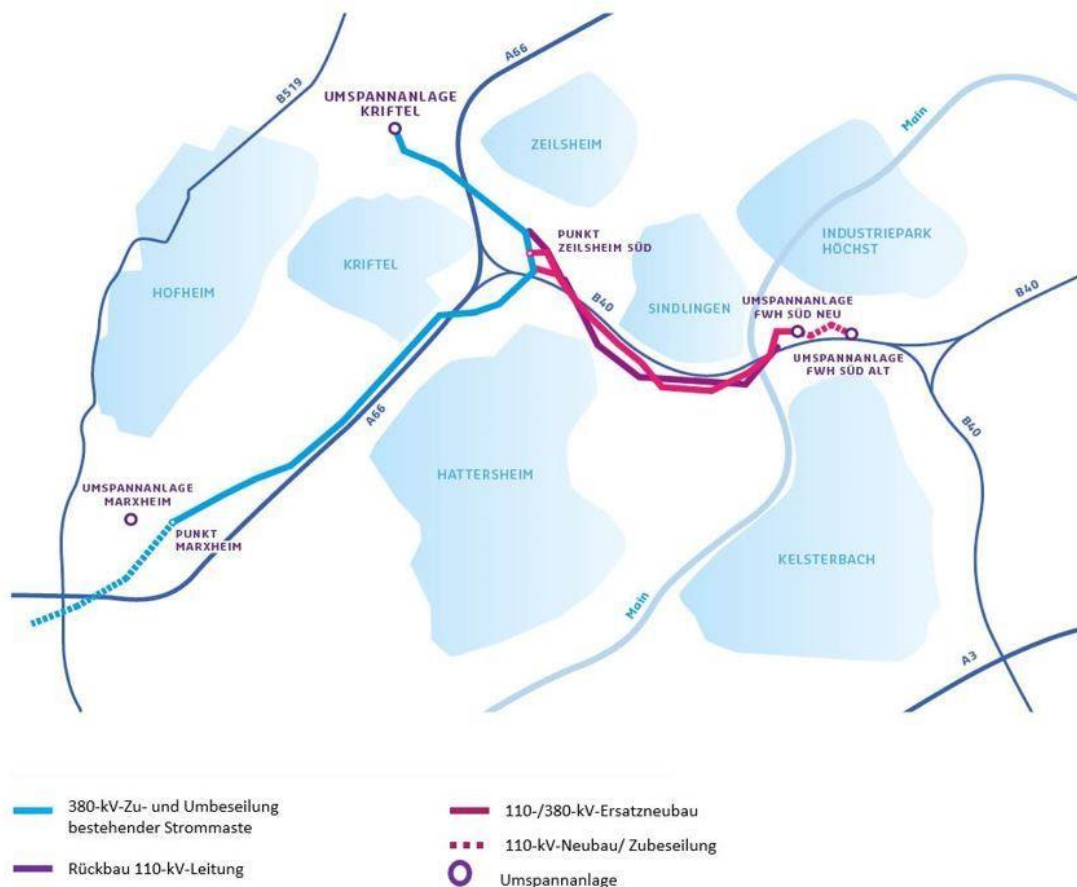 A66
B519
UMSPANNANLAGE
KRIFTEL
Main
ZEILSHEIM
PUNKT
ZEILSHEIM SÜD
INDUSTRIEPARK
HÖCHST
KRIFTEL
HOFHEIM
B40
SINDLINGEN
UMSPANNANLAGE
FWH SÜD NEU
B40
UMSPANNANLAGE
FWH SÜD ALT
A66
B40
HATTERSHEIM
UMSPANNANLAGE
MARXHEIM
PUNKT
MARXHEIM
KELSTERBACH
Main
A3
380-kV-Zu- und Umbeseilung
bestehender Strommaste
Rückbau 110-kV-Leitung
110-/380-kV-Ersatzneubau
110-kV-Neubau/ Zubeseilung
Umspannanlage